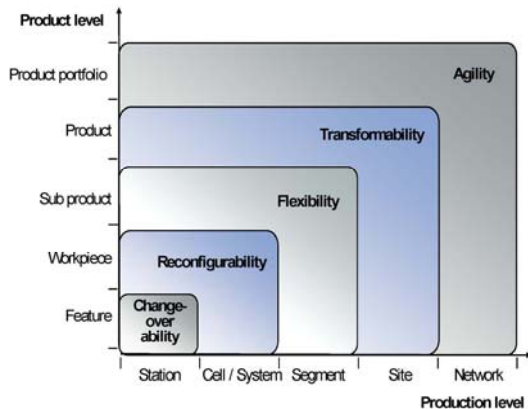 Product level
Product portfolio
Agility
Product
Transformability
Sub product
Flexibility
Workpiece
Reconfigurability
Feature
Change-
over
ability
Station
Cell / System
Segment
Site
Network
Production level